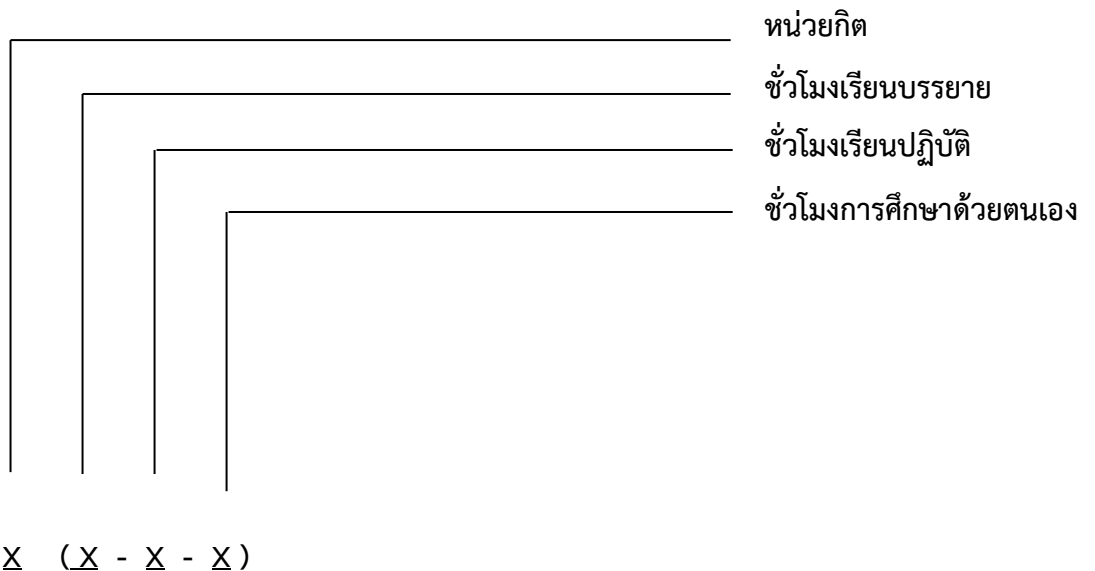 หน่วยกิต
ชั่วโมงเรียนบรรยาย
ชั่วโมงเรียนปฏิบัติ
ชั่วโมงการศึกษาด้วยตนเอง
X (X - X - X)